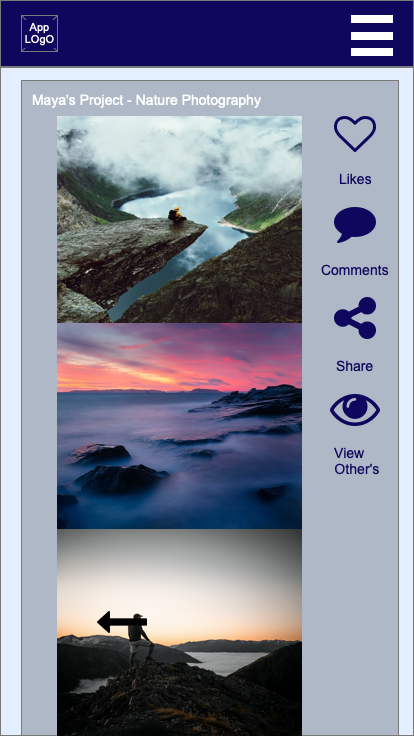 App
LOgO
Maya's Project - Nature Photography
Likes
Comments
Share
View
Other's